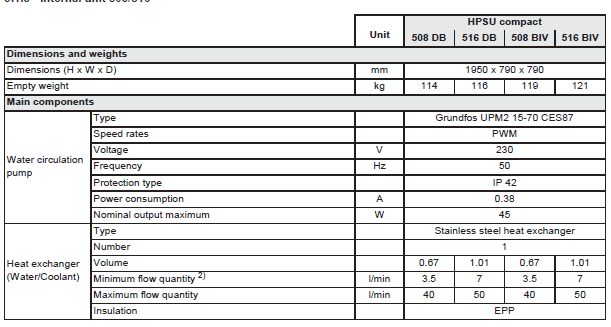 HPSU compact
Unit 508 DB 516 DB 508 BIV 516 BIV
Dimensions and weights
Dimensions (H x W x D) mm 1950 x 790 x 790
Empty weight kg 114 116 119 121
Main components
Water circulation pump
Type Grundfos UPM2 15-70 CES87
Speed rates PWM
Voltage V 230
Frequency Hz 50
Protection type IP 42
Power consumption A 0.38
Nominal output maximum W 45
Heat exchanger (Water/Coolant)
Type Stainless steel heat exchanger
Number 1
Volume 0.67 1.01 0.67 1.01
Minimum flow quantity 2) l/min 3.5 7 3.5 7
Maximum flow quantity l/min 40 50 40 50
Insulation EPP